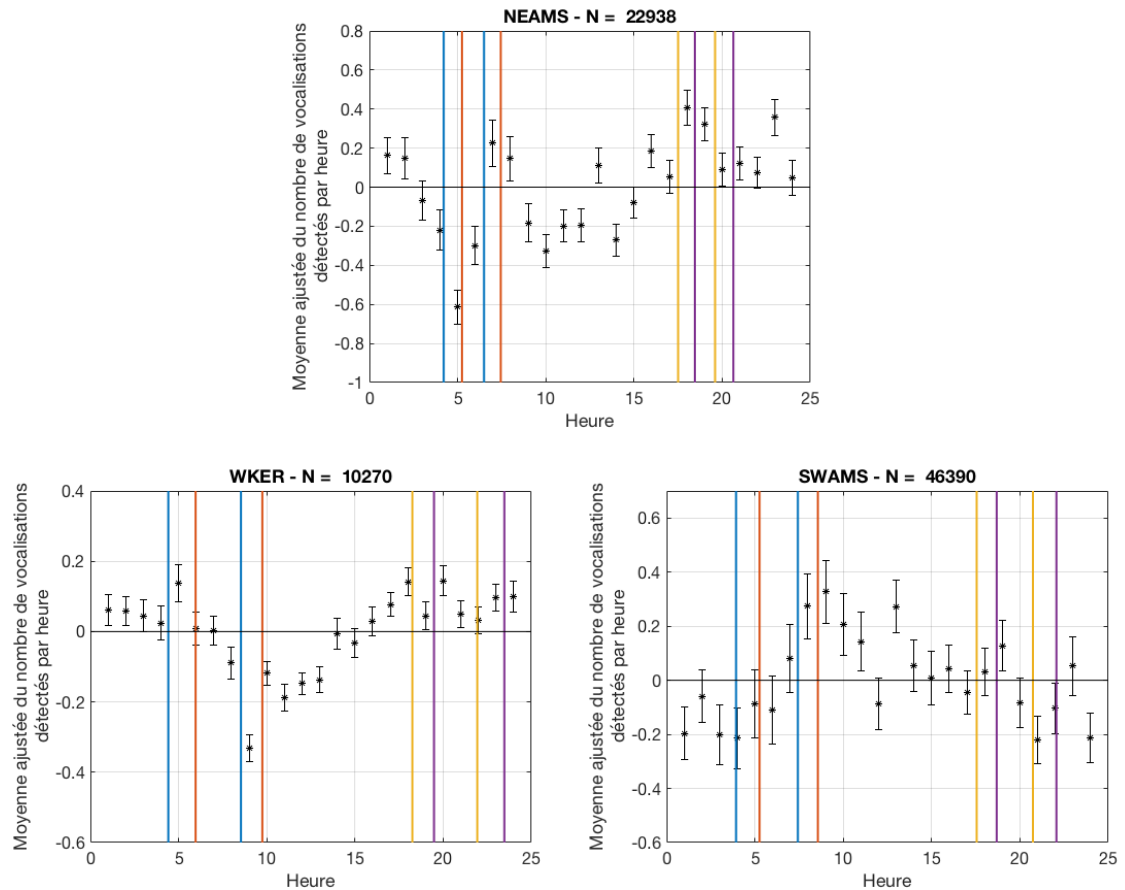 NEAMS - N =  22938
Moyenne ajustée du nombre de vocalisations
détectés par heure
0.8
0.6
0.4
0.2
0
-0.2
-0.4
-0.6
-0.8
-1
0 5 10 15 20 25
Heure
WKER - N =  10270
Moyenne ajustée du nombre de vocalisations
détectés par heure
0.4
0.2
0
-0.2
-0.4
-0.6
0 5 10 15 20 25
Heure
SWAMS - N =  46390
Moyenne ajustée du nombre de vocalisations
détectés par heure
0.6
0.4
0.2
0
-0.2
-0.4
-0.6
0 5 10 15 20 25
Heure